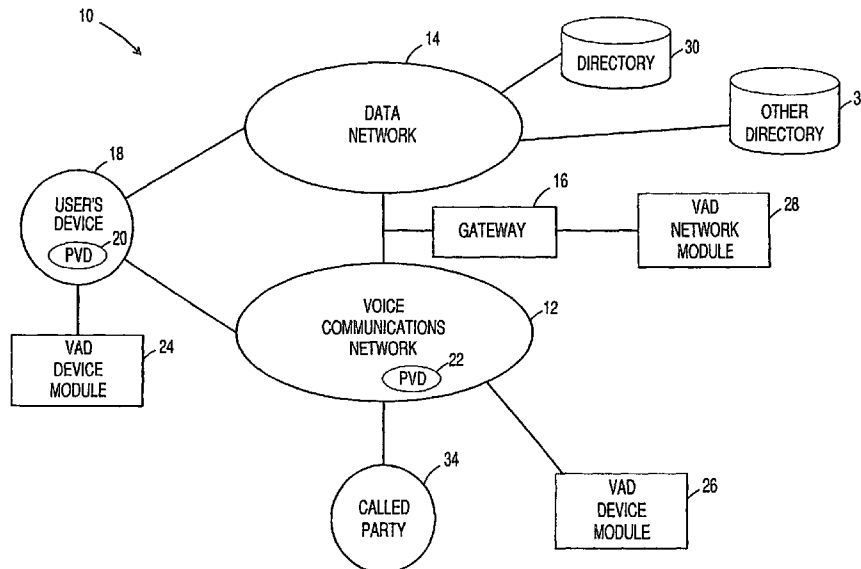 10
14
DIRECTORY
30
DATA
NETWORK
OTHER
DIRECTORY
3
18
USER'S
DEVICE
20
PVD
16
GATEWAY
VAD
NETWORK
MODULE
28
VOICE
COMMUNICATIONS
NETWORK
12
22
PVD
VAD
DEVICE
MODULE
24
34
CALLED
PARTY
VAD
DEVICE
MODULE
26